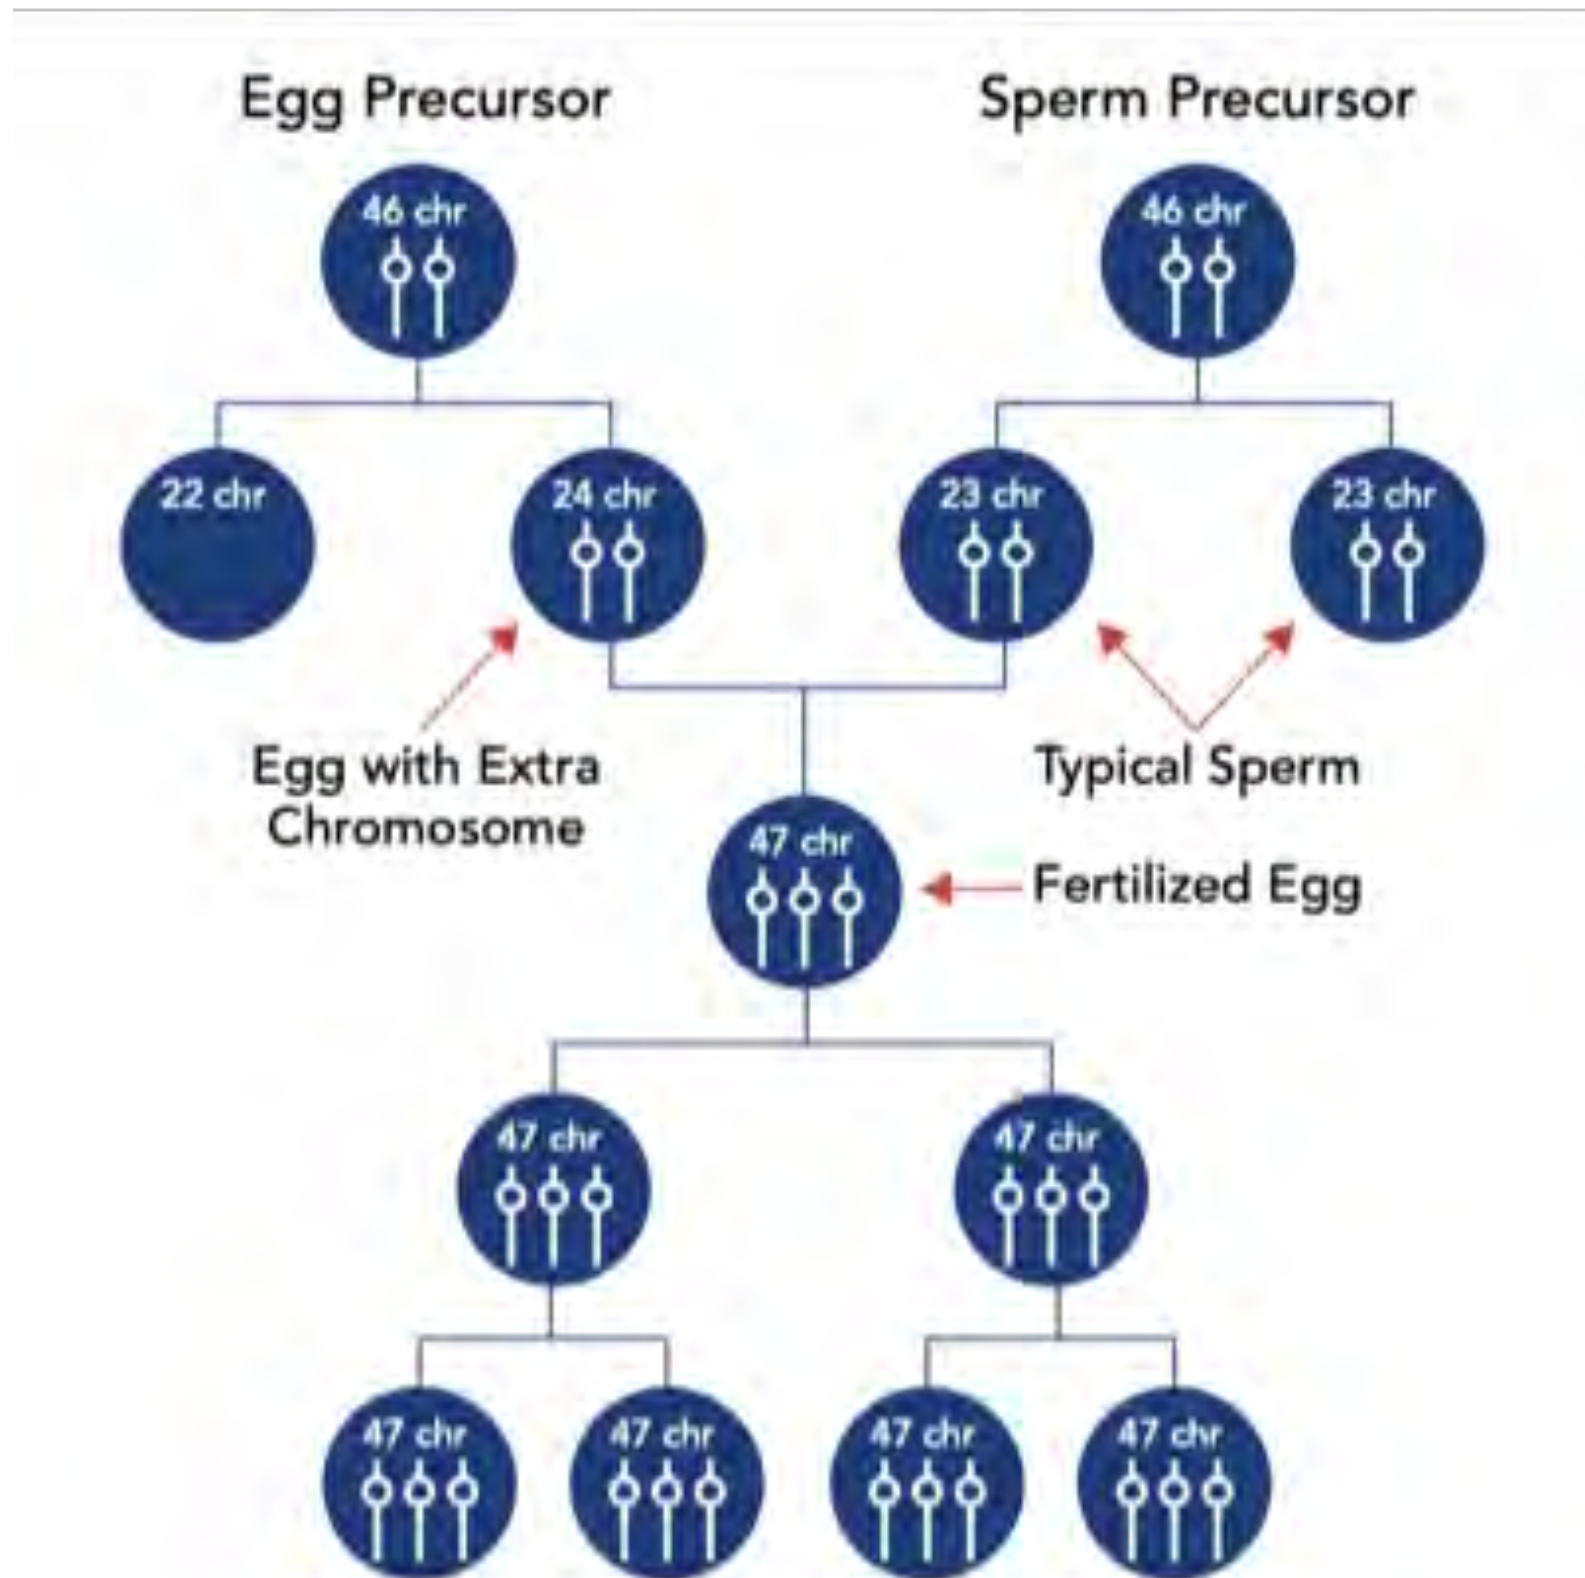 Egg Precursor
Sperm Precursor
46 chr
46 chr
22 chr
24 chr
23 chr
23 chr
Egg with Extra
Chromosome
Typical Sperm
47 chr
Fertilized Egg
47 chr
47 chr
47 chr
47 chr
47 chr
47 chr